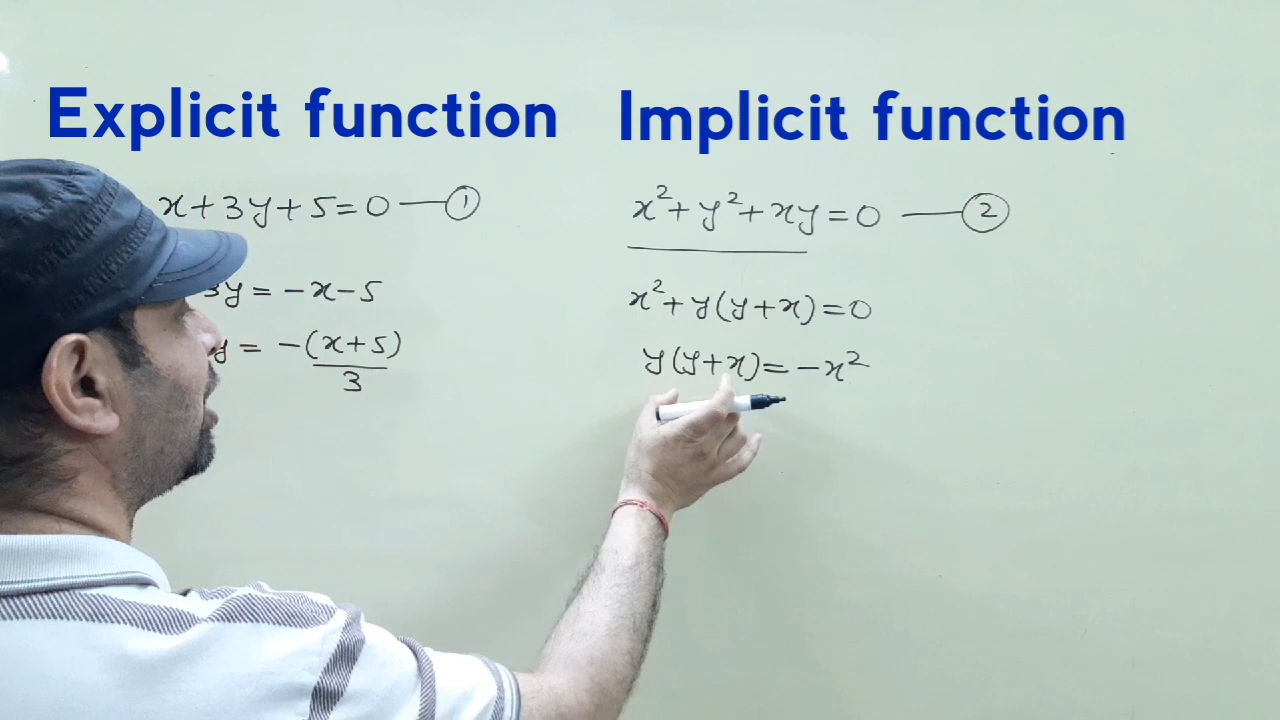 Explicit function
x+3y+5=0 — ①
3y = -x-5
y = -(x+5)/3
Implicit function
x²+y²+xy=0 — ②
x²+y(y+x)=0
y(y+x)=-x²